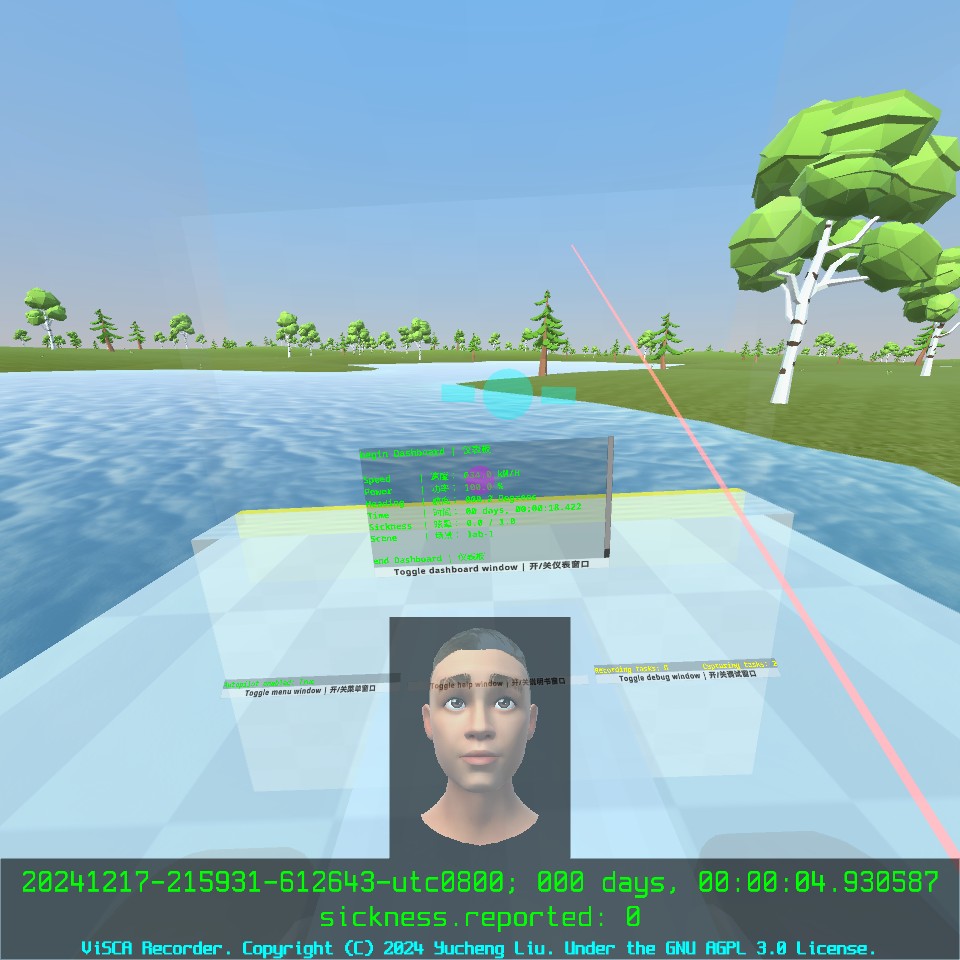 Begin Dashboard | 仪表板
Speed | 速度: km/H
Power | 功率: 100.0 %
Heading
Time | 时间: 00 days, 00:00:18.422
Sickness | 0.0 / 1.0
Scene | lab-1
end Dashboard | 仪表板
Toggle dashboard window | 开/关仪表窗口
Autopilot enabled: True
Toggle menu window | 开/关菜单窗口
Toggle help window | 开/关说明书窗口
Recording tasks: 0 Capturing tasks: 2
Toggle debug window | 开/关调试窗口
20241217-215931-612643-utc0800; 000 days, 00:00:04.930587
sickness.reported: 0
ViSCA Recorder. Copyright (C) 2024 Yucheng Liu. Under the GNU AGPL 3.0 License.